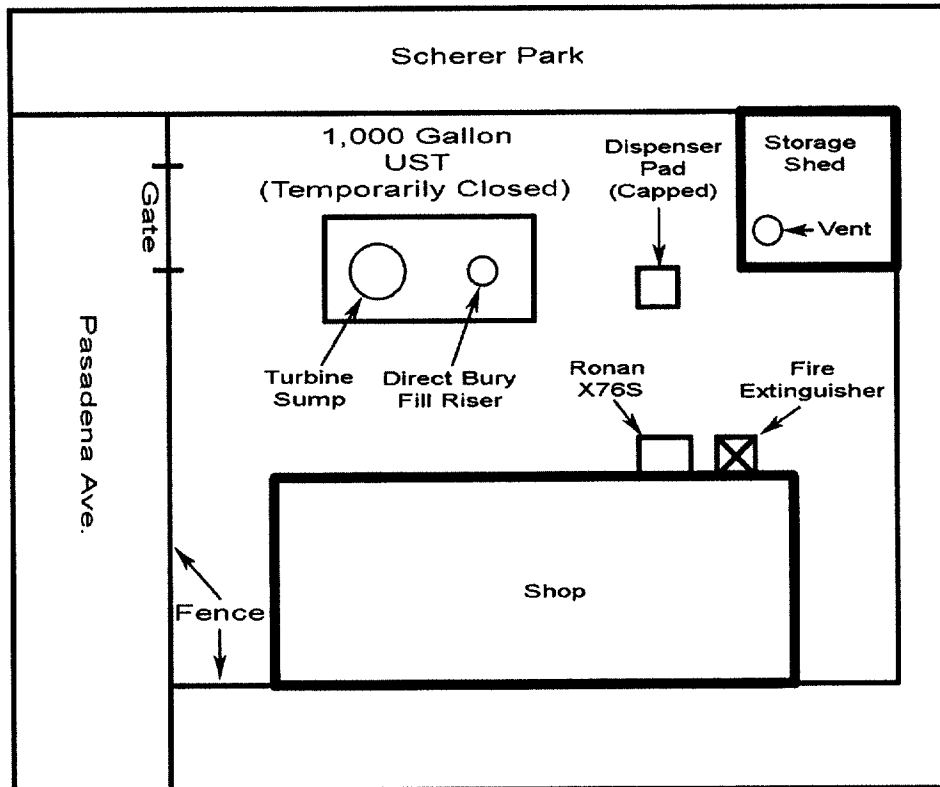 Scherer Park
1,000 Gallon
UST
(Temporarily Closed)
Dispenser
Pad
(Capped)
Storage
Shed
Vent
Gate
Pasadena Ave.
Turbine
Sump
Direct Bury
Fill Riser
Ronan
X76S
Fire
Extinguisher
Shop
Fence